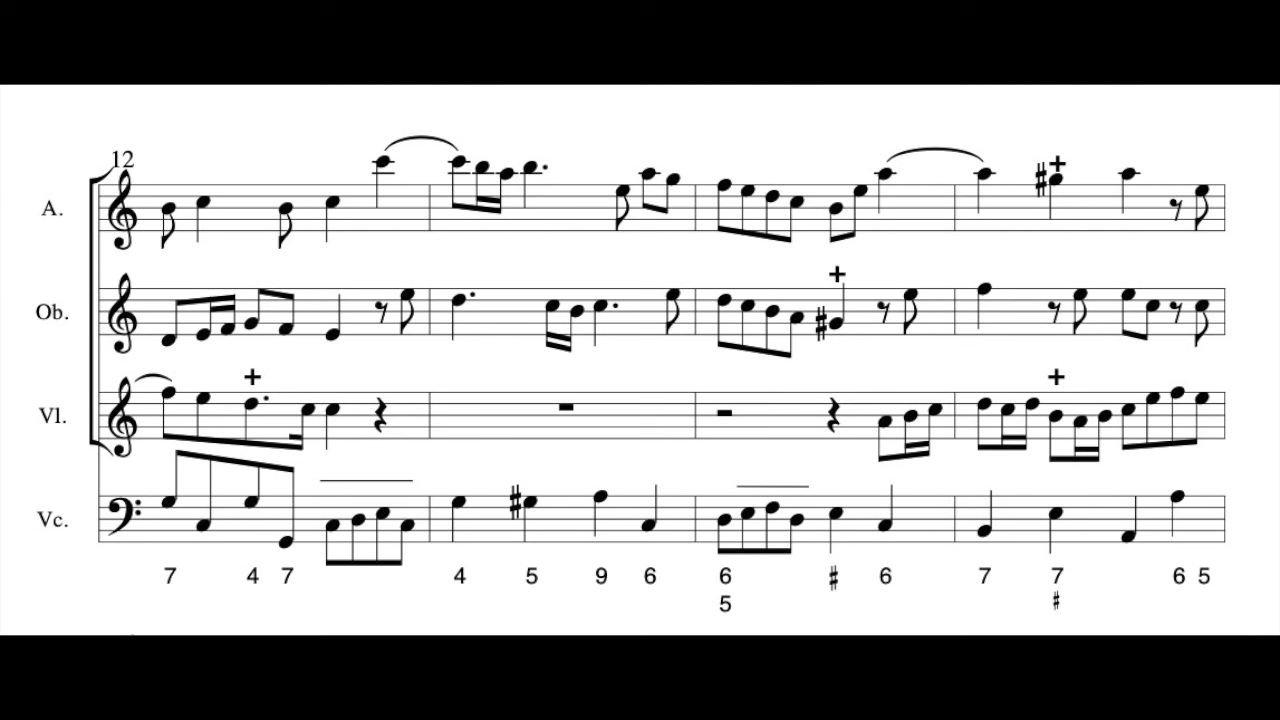 12
A.
Ob.
Vl.
Vc.
7 4 7 4 5 9 6 6 ♯ 6 7 7 6 5
5 ♯